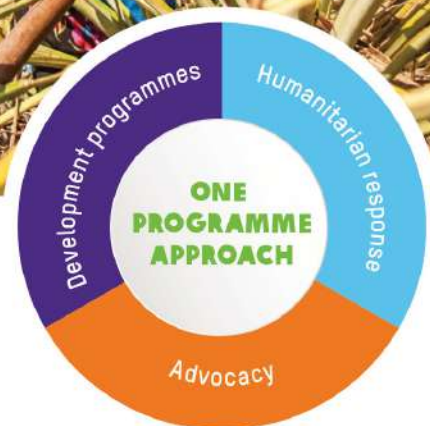 Development programmes
Humanitarian response
ONE
PROGRAMME
APPROACH
Advocacy